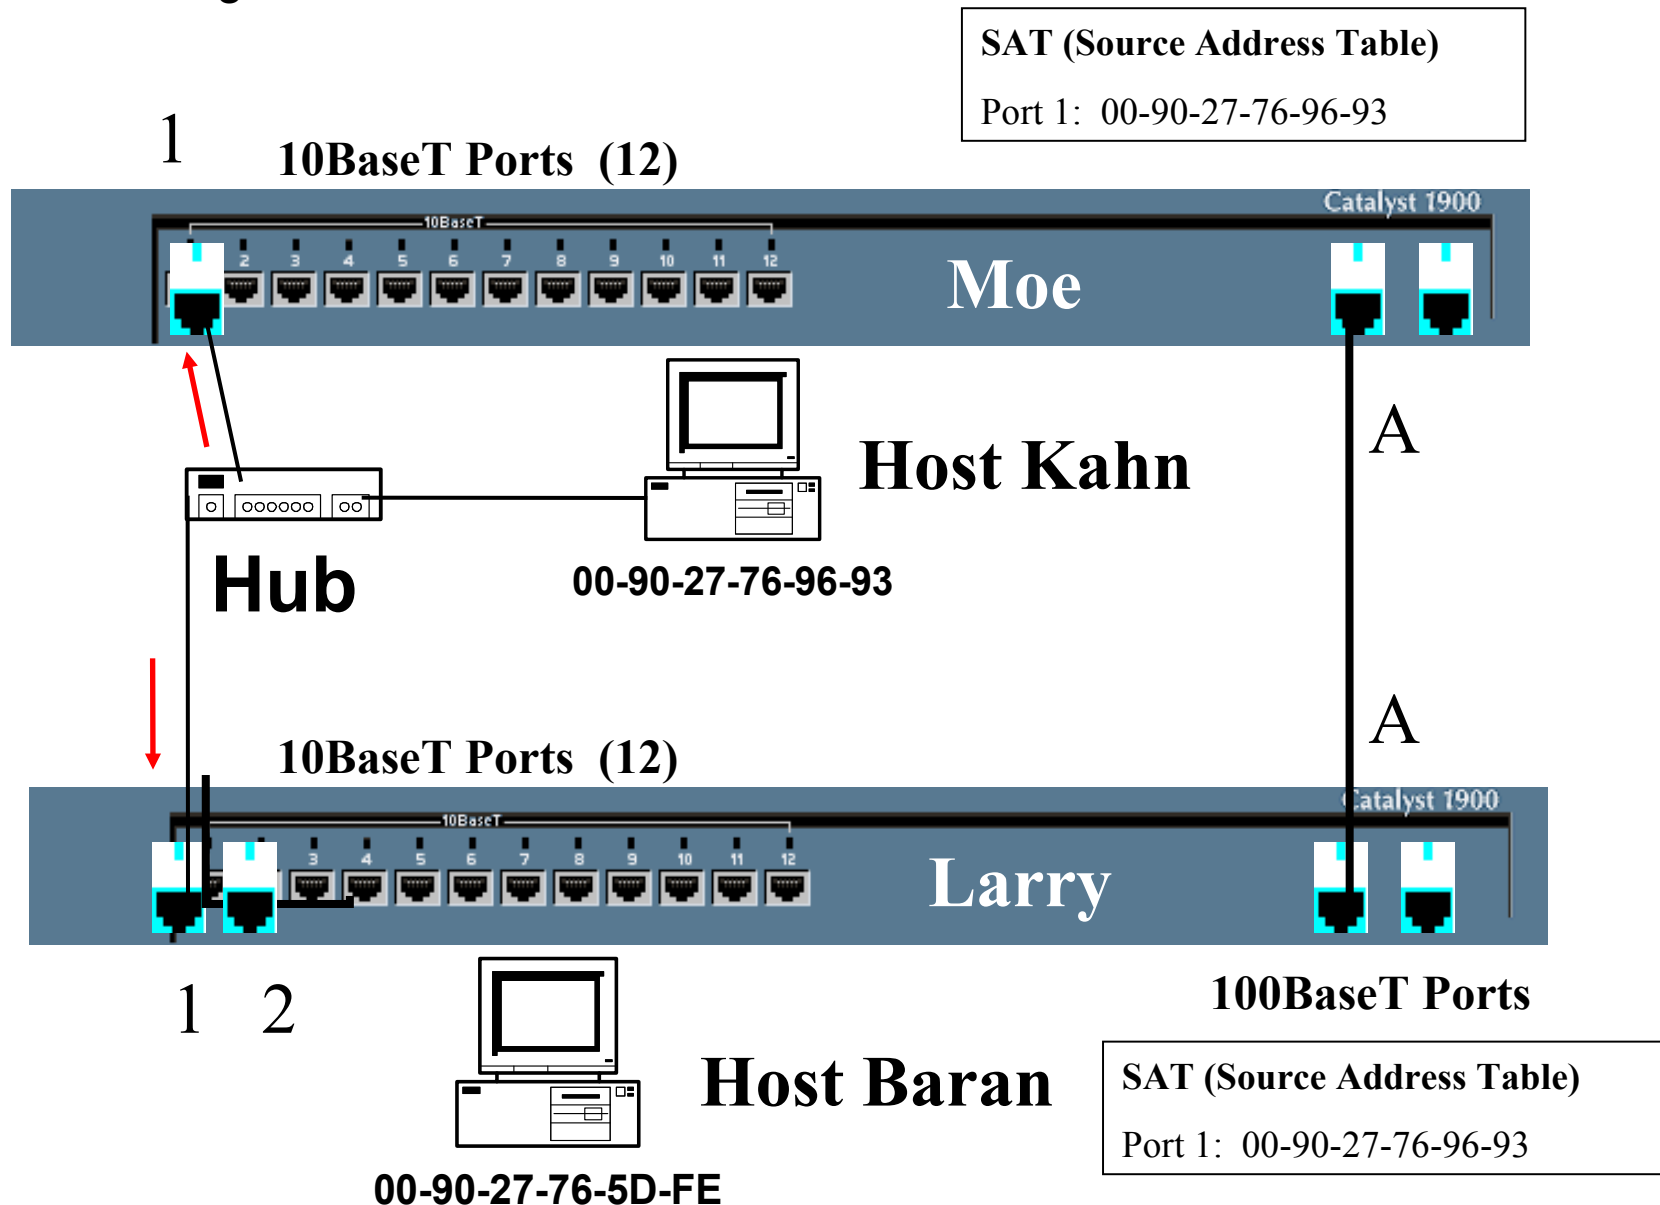 SAT (Source Address Table)
Port 1: 00-90-27-76-96-93
1
10BaseT Ports (12)
Catalyst 1900
10BaseT
2 3 4 5 6 7 8 9 10 11 12
Moe
A
Host Kahn
Hub
00-90-27-76-96-93
A
10BaseT Ports (12)
atalyst 1900
10BaseT
3 4 5 6 7 8 9 10 11 12
Larry
1 2
100BaseT Ports
Host Baran
SAT (Source Address Table)
Port 1: 00-90-27-76-96-93
00-90-27-76-5D-FE